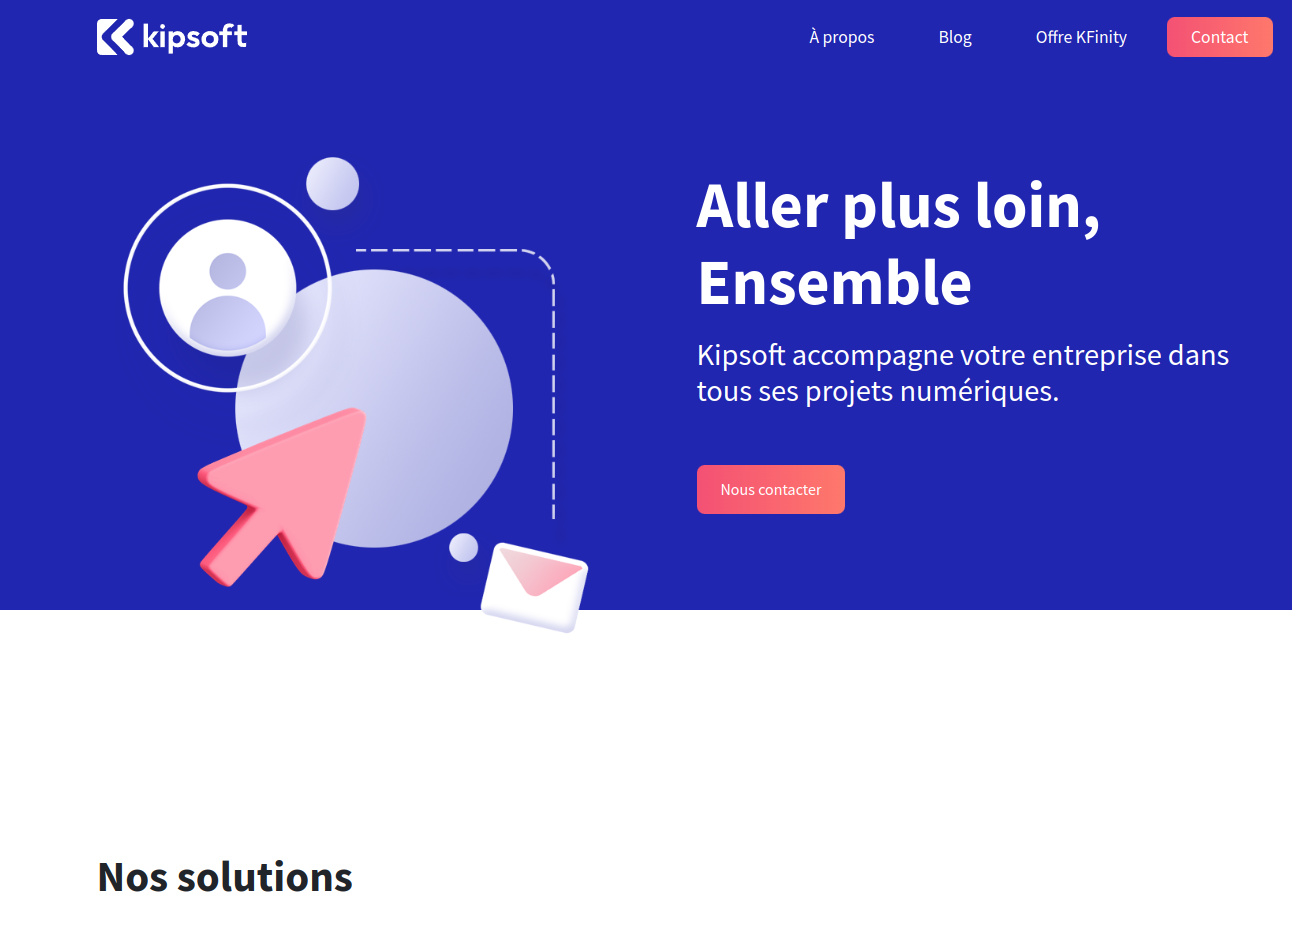 kipsoft
À propos
Blog
Offre KFinity
Contact
Aller plus loin,
Ensemble
Kipsoft accompagne votre entreprise dans
tous ses projets numériques.
Nous contacter
Nos solutions